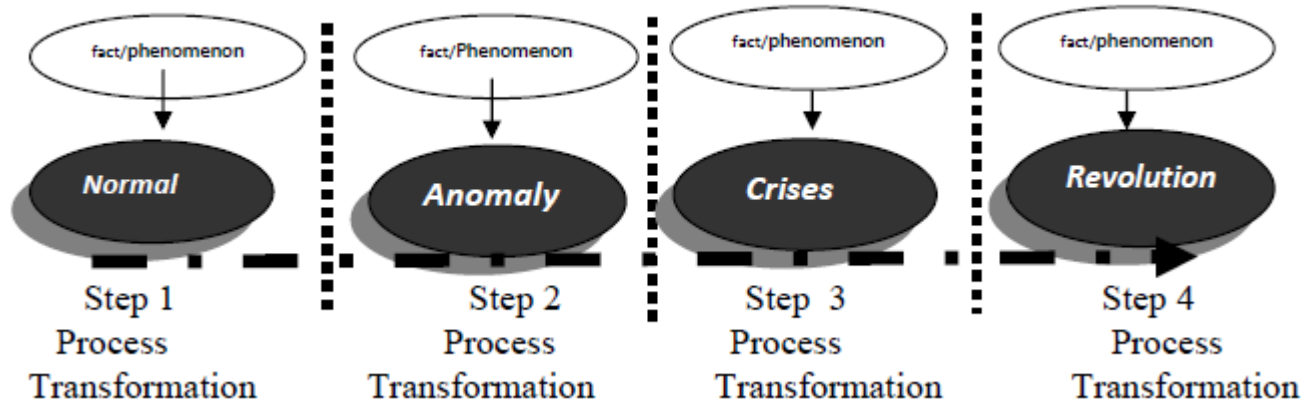 fact/phenomenon
fact/Phenomenon
fact/phenomenon
fact/phenomenon
Normal
Anomaly
Crises
Revolution
Step 1
Process
Transformation
Step 2
Process
Transformation
Step 3
Process
Transformation
Step 4
Process
Transformation